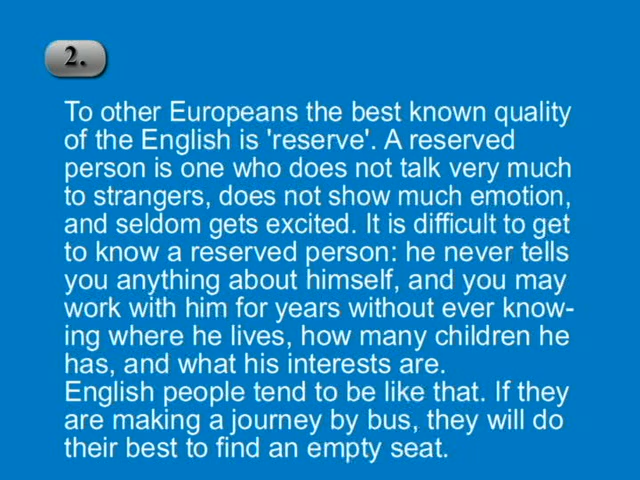 2.
To other Europeans the best known quality
of the English is 'reserve'. A reserved
person is one who does not talk very much
to strangers, does not show much emotion,
and seldom gets excited. It is difficult to get
to know a reserved person: he never tells
you anything about himself, and you may
work with him for years without ever know-
ing where he lives, how many children he
has, and what his interests are.
English people tend to be like that. If they
are making a journey by bus, they will do
their best to find an empty seat.